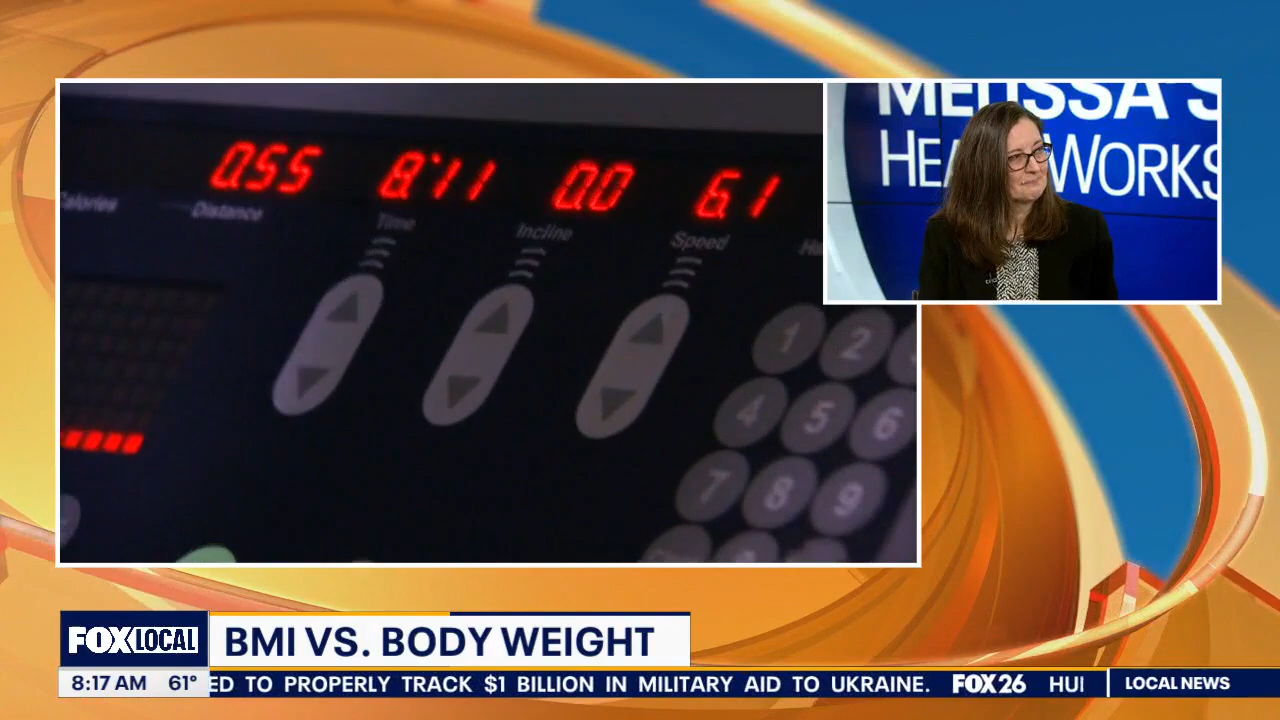 MELISSA'S
HEA WORKS
0.55 8:11 0.0 6.1
Calories Distance Time Incline Speed
1 2
4 5 6
7 8 9
FOX LOCAL
BMI VS. BODY WEIGHT
8:17 AM 61° ED TO PROPERLY TRACK $1 BILLION IN MILITARY AID TO UKRAINE. FOX 26 HUI LOCAL NEWS